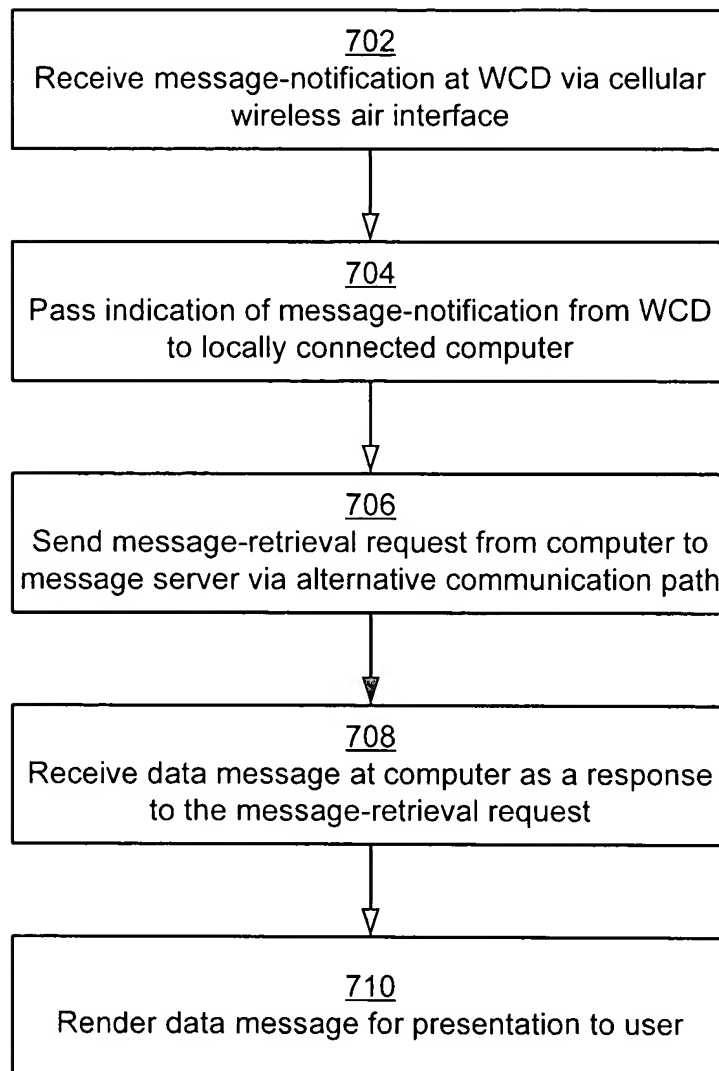 702
Receive message-notification at WCD via cellular
wireless air interface
704
Pass indication of message-notification from WCD
to locally connected computer
706
Send message-retrieval request from computer to
message server via alternative communication path
708
Receive data message at computer as a response
to the message-retrieval request
710
Render data message for presentation to user